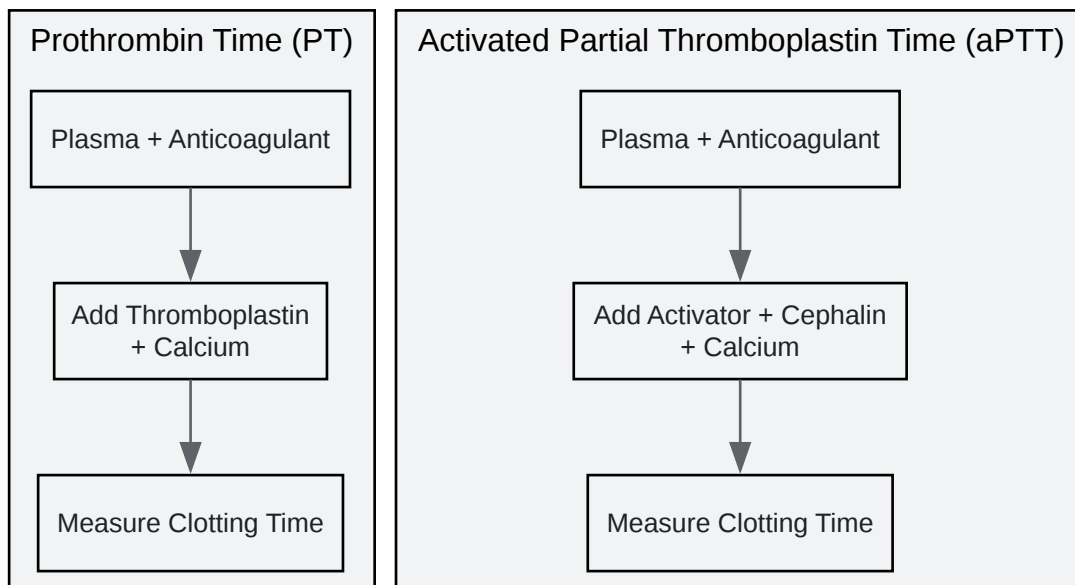 Prothrombin Time (PT)
Plasma + Anticoagulant
Add Thromboplastin
+ Calcium
Measure Clotting Time
Activated Partial Thromboplastin Time (aPTT)
Plasma + Anticoagulant
Add Activator + Cephalin
+ Calcium
Measure Clotting Time